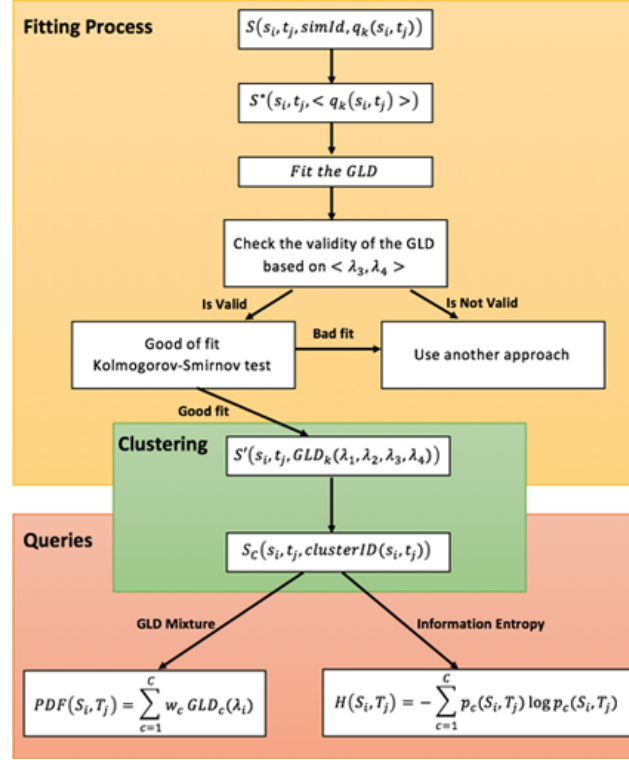 Fitting Process
S(s_i, t_j, simId, q_k(s_i, t_j))
S*(s_i, t_j, < q_k(s_i, t_j) >)
Fit the GLD
Check the validity of the GLD
based on < λ_3, λ_4 >
Is Valid
Is Not Valid
Good of fit
Kolmogorov-Smirnov test
Bad fit
Use another approach
Good fit
Clustering
S′(s_i, t_j, GLD_k(λ_1, λ_2, λ_3, λ_4))
Queries
S_C(s_i, t_j, clusterID(s_i, t_j))
GLD Mixture
Information Entropy
PDF(S_i, T_j) = ∑_{c=1}^{C} w_c GLD_c(λ_i)
H(S_i, T_j) = − ∑_{c=1}^{C} p_c(S_i, T_j) log p_c(S_i, T_j)